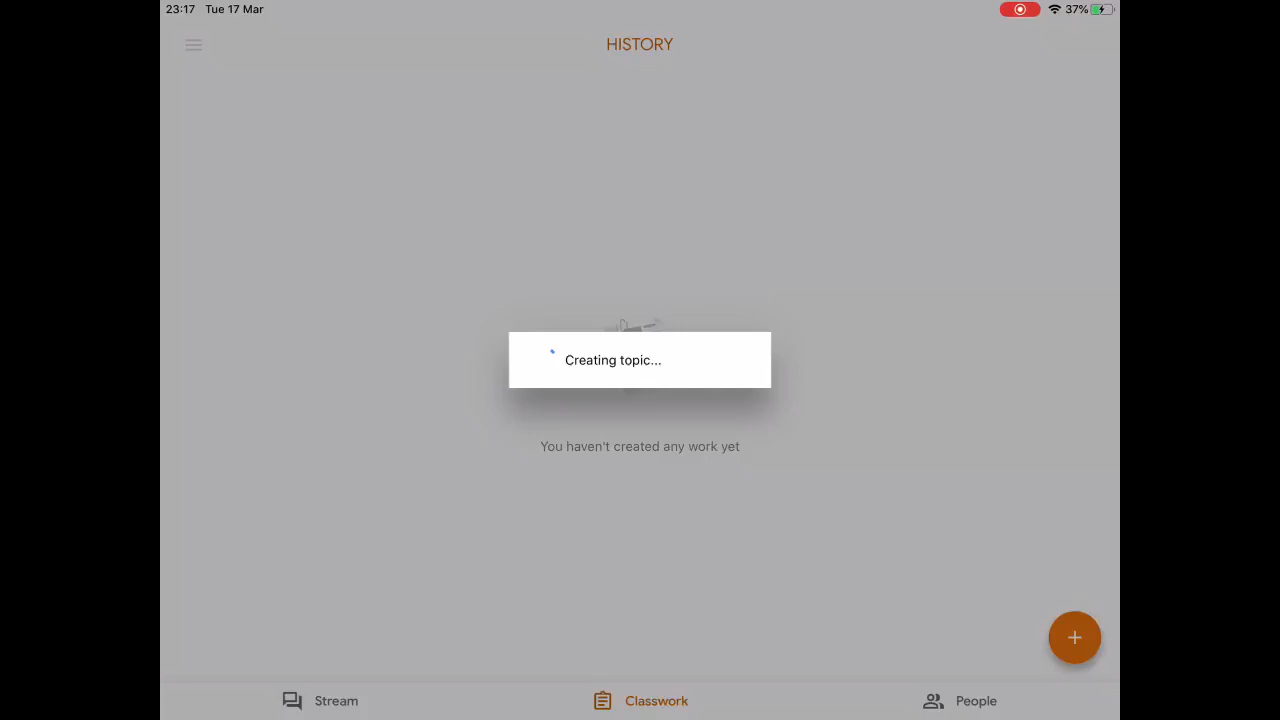 23:17 Tue 17 Mar 37%
HISTORY
Creating topic...
You haven't created any work yet
Stream Classwork People